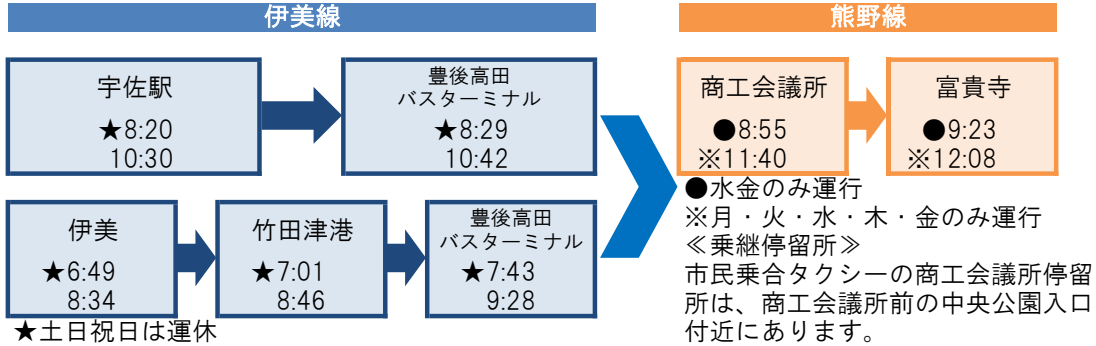 伊美線
宇佐駅
★8:20
10:30
豊後高田
バスターミナル
★8:29
10:42
伊美
★6:49
8:34
竹田津港
★7:01
8:46
豊後高田
バスターミナル
★7:43
9:28
★土日祝日は運休
熊野線
商工会議所
●8:55
※11:40
富貴寺
●9:23
※12:08
●水金のみ運行
※月・火・水・木・金のみ運行
≪乗継停留所≫
市民乗合タクシーの商工会議所停留
所は、商工会議所前の中央公園入口
付近にあります。